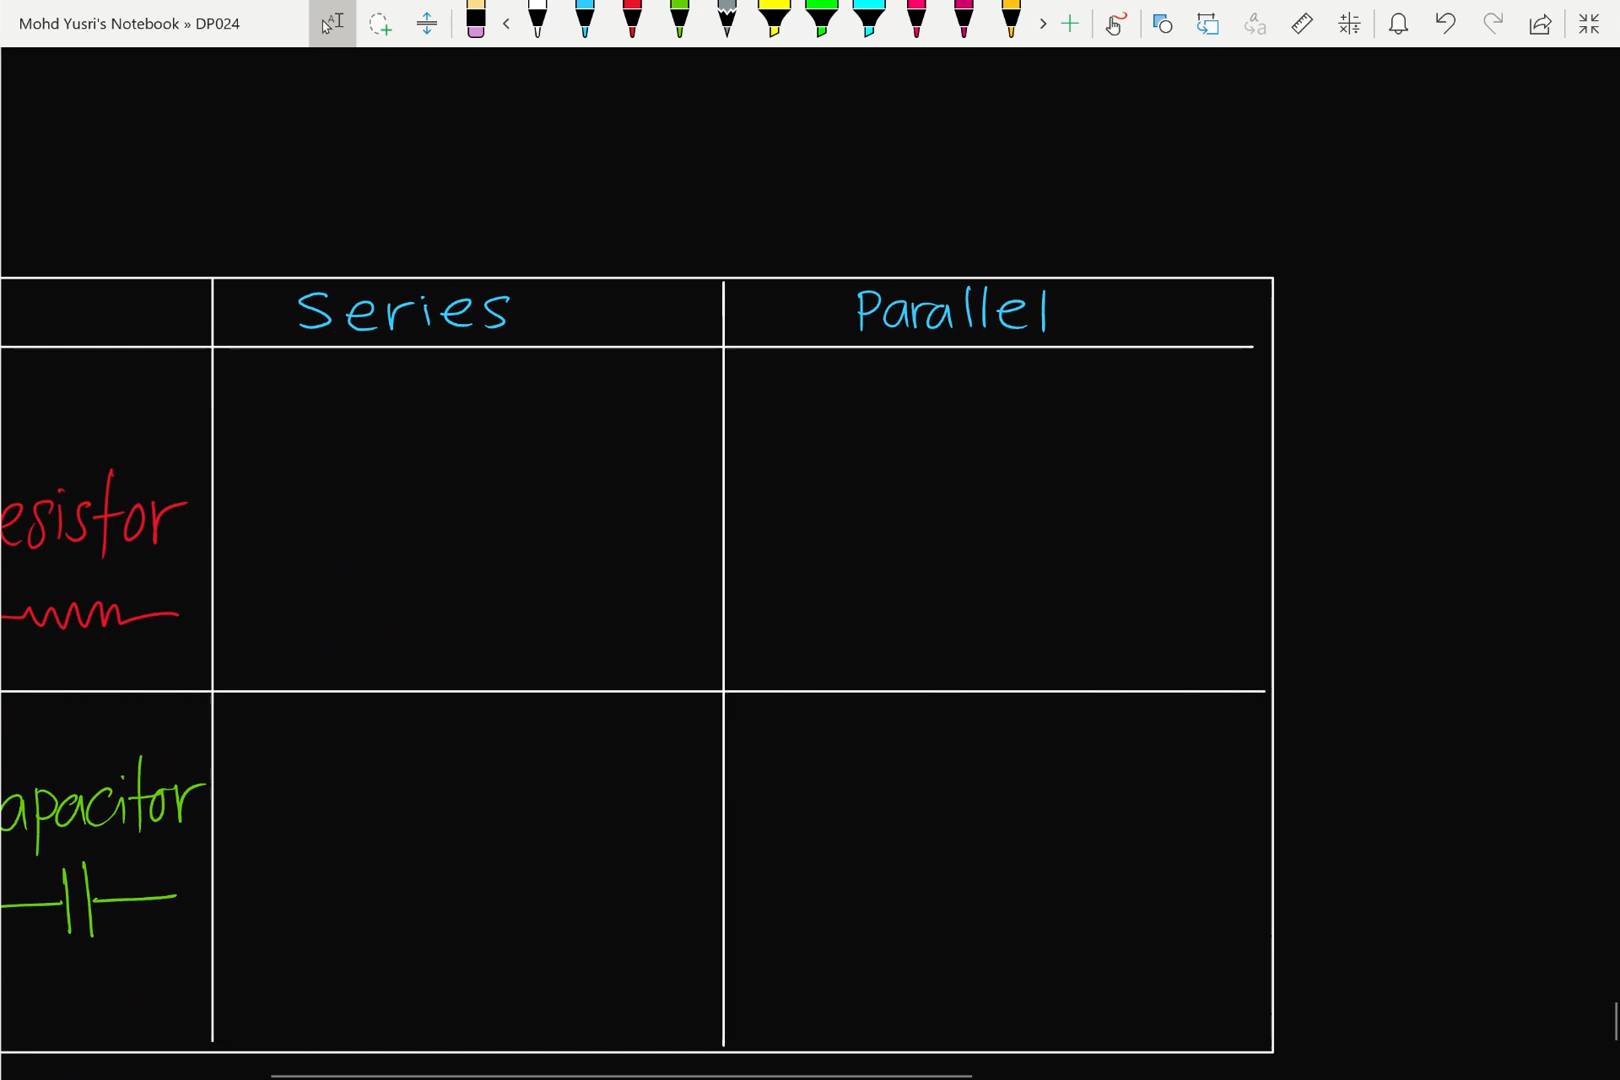 Mohd Yusri's Notebook » DP024
Series Parallel
esistor
apacitor